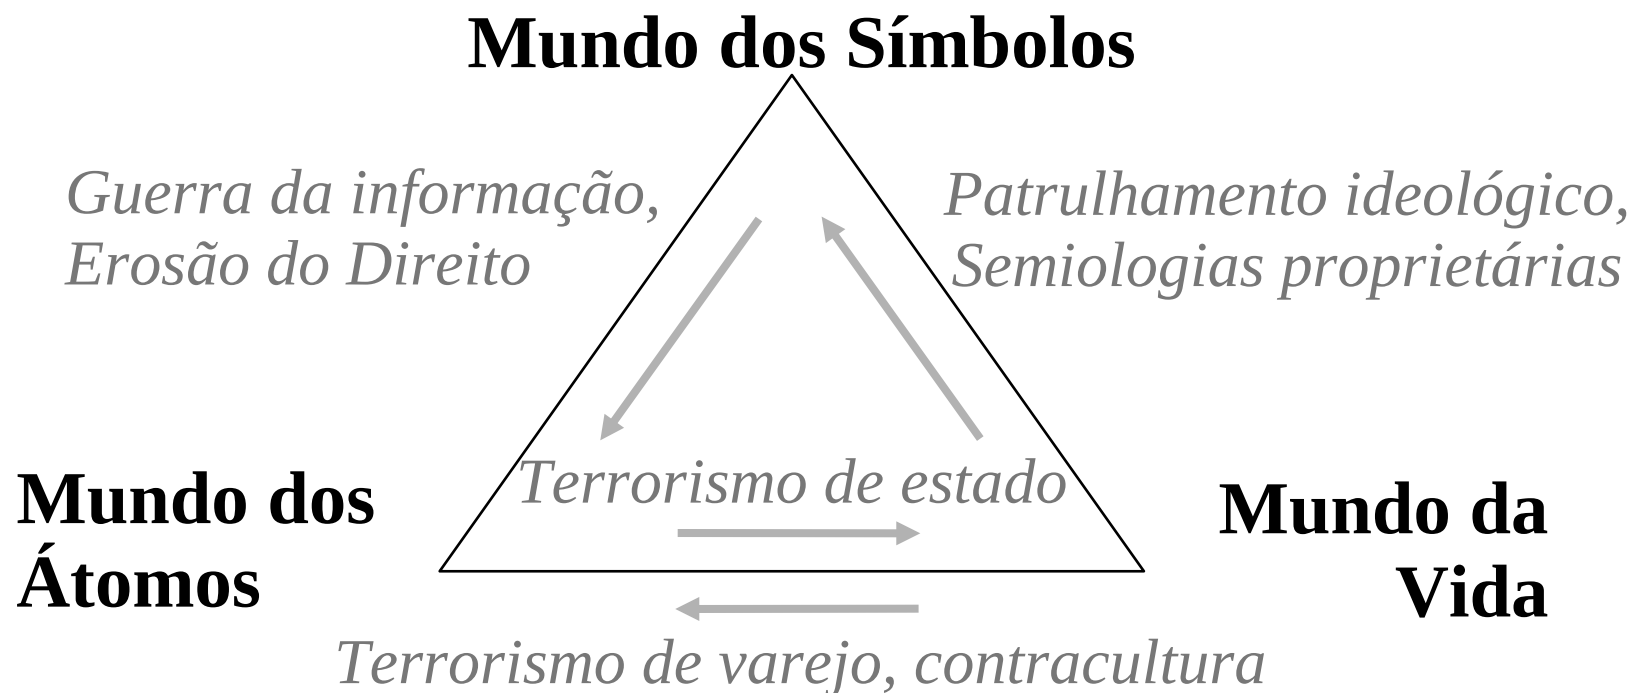 Mundo dos Símbolos
Guerra da informação,
Erosão do Direito
Patrulhamento ideológico,
Semiologias proprietárias
Terrorismo de estado
Mundo dos
Átomos
Mundo da
Vida
Terrorismo de varejo, contracultura